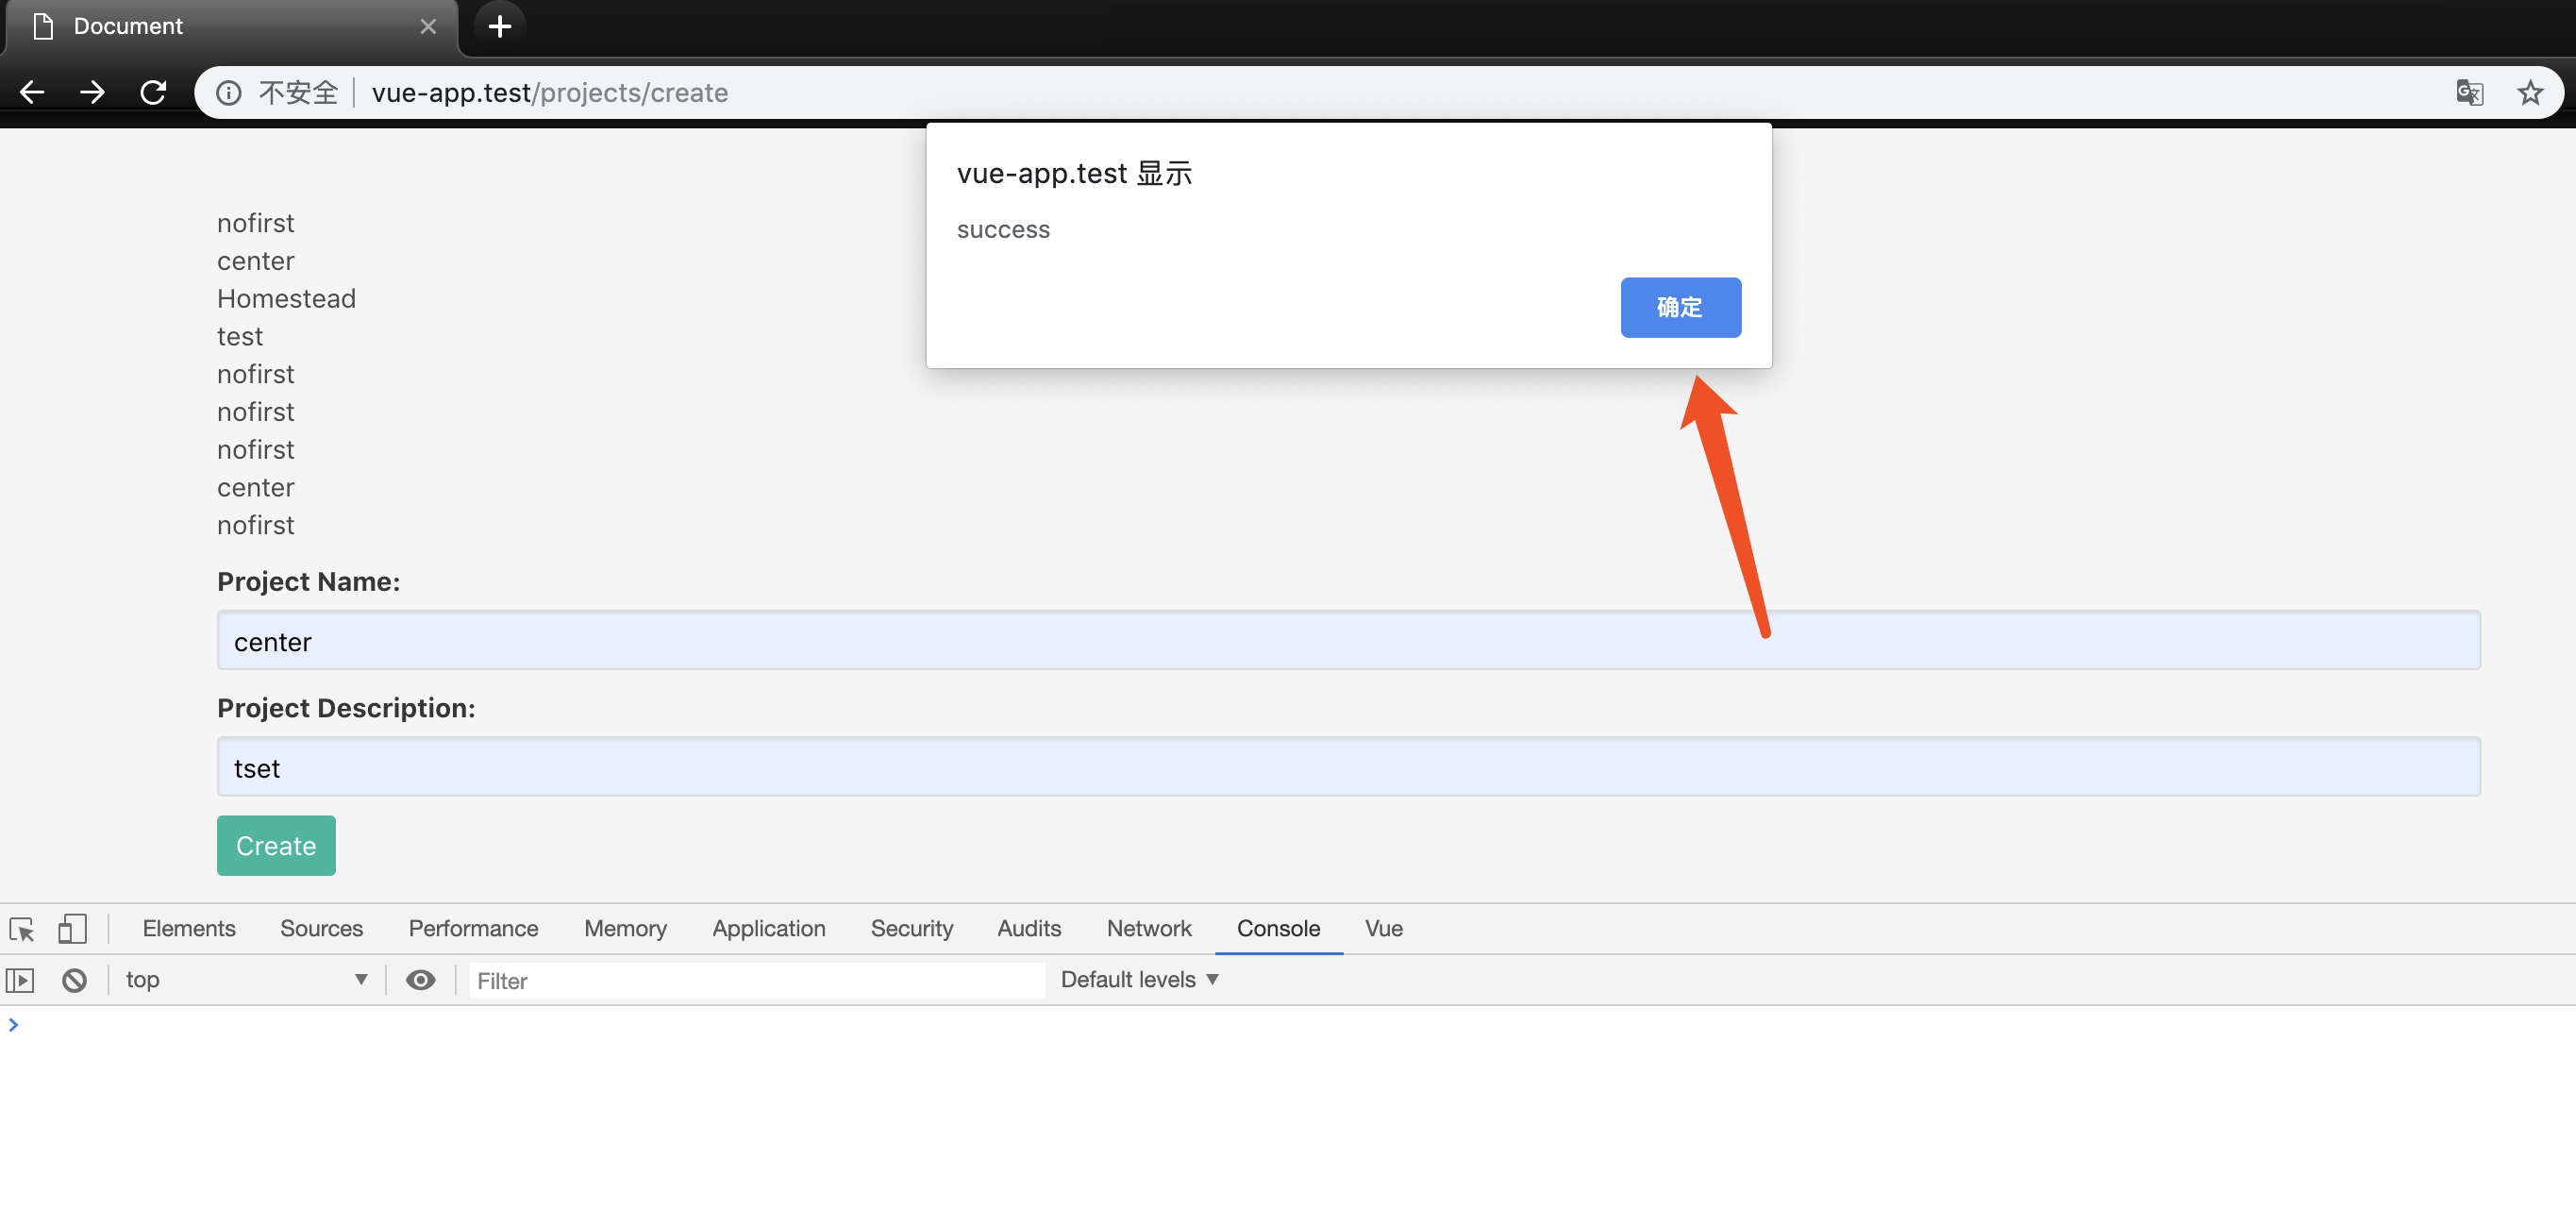 Document
不安全 vue-app.test/projects/create
vue-app.test 显示
success
确定
nofirst
center
Homestead
test
nofirst
nofirst
nofirst
center
nofirst
Project Name:
center
Project Description:
tset
Create
Elements Sources Performance Memory Application Security Audits Network Console Vue
top Filter Default levels